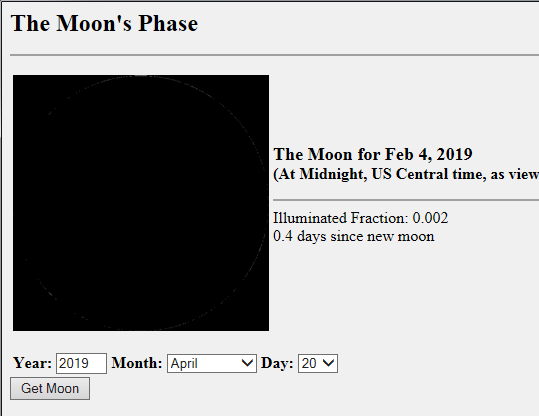 The Moon's Phase
The Moon for Feb 4, 2019
(At Midnight, US Central time, as view
Illuminated Fraction: 0.002
0.4 days since new moon
Year: 2019 Month: April Day: 20
Get Moon